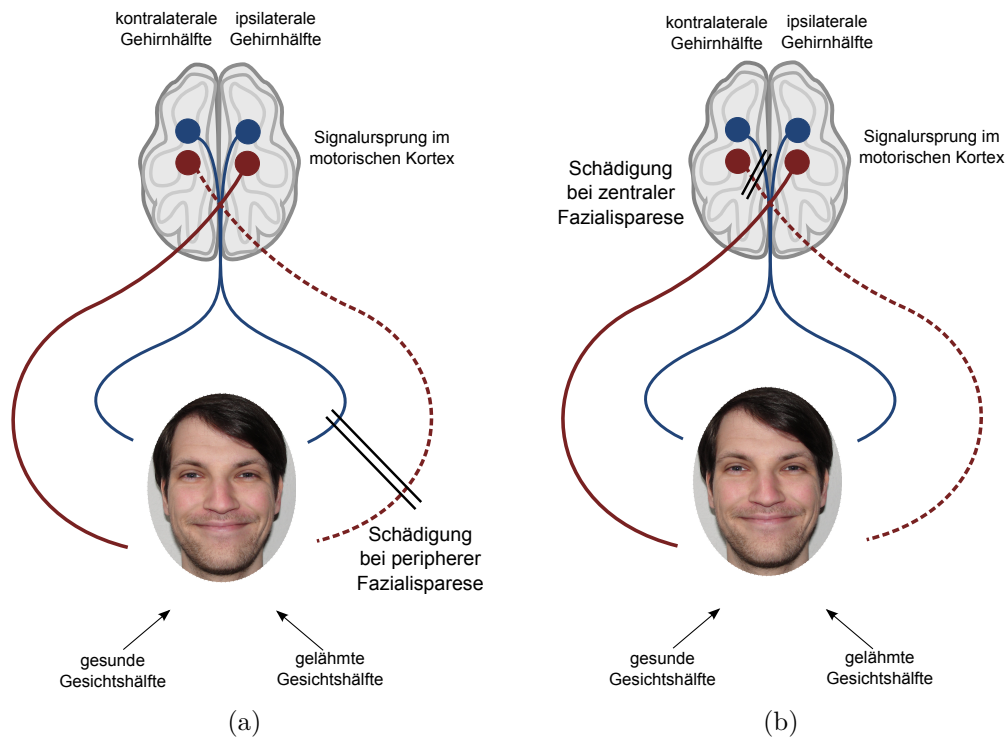 kontralaterale
Gehirnhälfte
ipsilaterale
Gehirnhälfte
Signalursprung im
motorischen Kortex
Schädigung
bei peripherer
Fazialisparese
gesunde
Gesichtshälfte
gelähmte
Gesichtshälfte
(a)
kontralaterale
Gehirnhälfte
ipsilaterale
Gehirnhälfte
Signalursprung im
motorischen Kortex
Schädigung
bei zentraler
Fazialisparese
gesunde
Gesichtshälfte
gelähmte
Gesichtshälfte
(b)